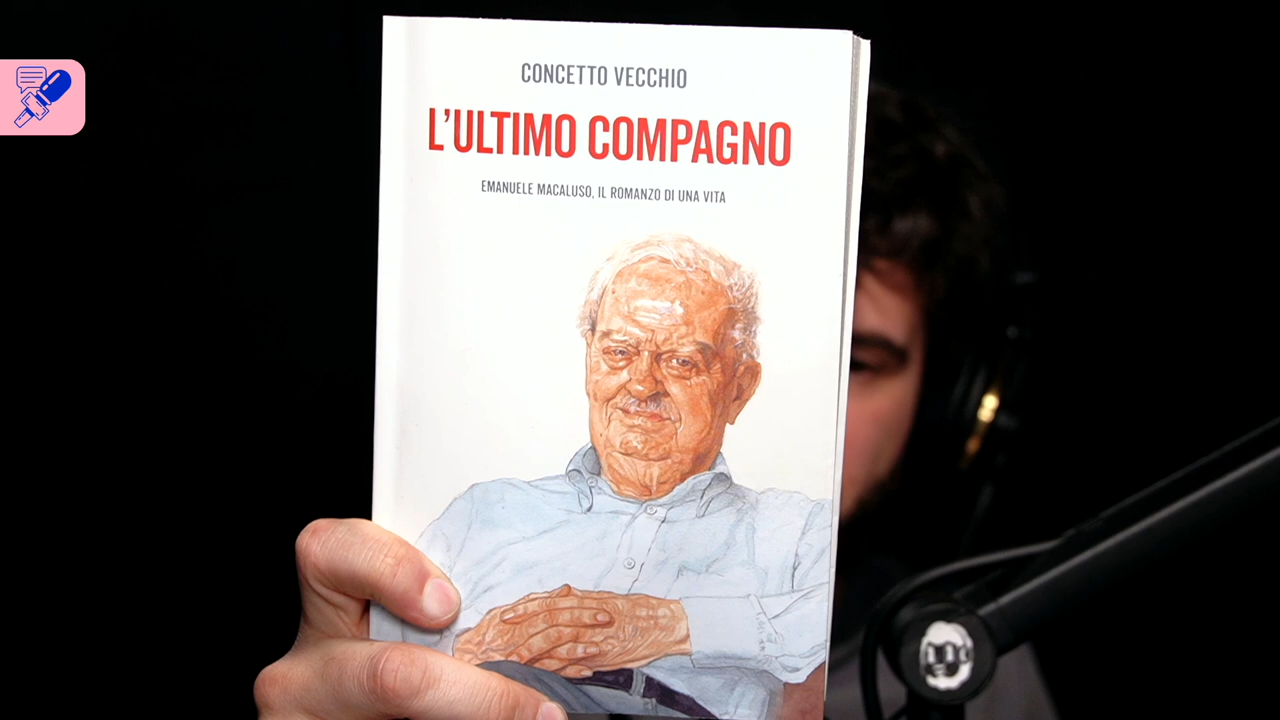 CONCETTO VECCHIO
L'ULTIMO COMPAGNO
EMANUELE MACALUSO, IL ROMANZO DI UNA VITA